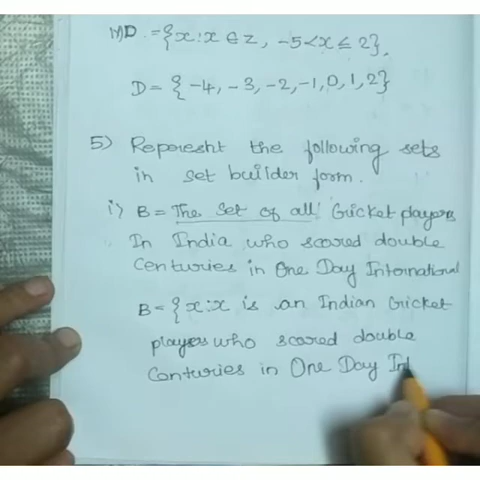 D = {x : x ∈ z, -5 < x ≤ 2},
D = {-4, -3, -2, -1, 0, 1, 2}
5) Reperesht the following sets
in set builder form.
i) B = The set of all Cricket players
In India who scored double
Centuries in One Day International
B = {x : x is an Indian Cricket
players who scored double
Centuries in One Day Int